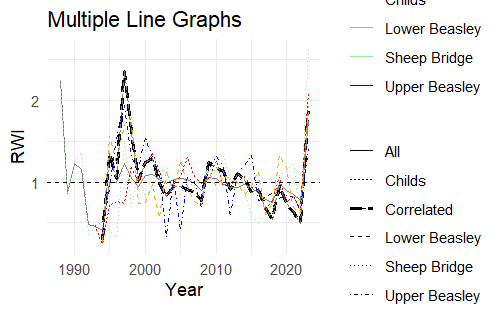 Multiple Line Graphs
RWI
2
1
1990
2000
2010
2020
Year
Childs
Lower Beasley
Sheep Bridge
Upper Beasley
All
Childs
Correlated
Lower Beasley
Sheep Bridge
Upper Beasley